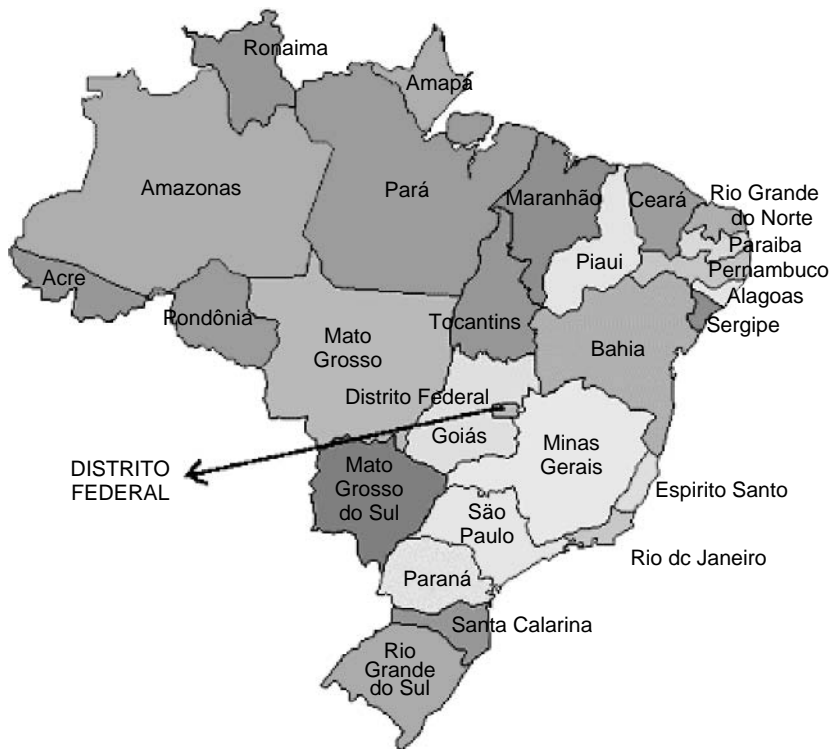 Ronaima
Amapá
Amazonas
Pará
Maranhão
Ceará
Rio Grande
do Norte
Paraiba
Piaui
Pernambuco
Acre
Alagoas
Rondônia
Tocantins
Sergipe
Mato
Grosso
Bahia
Distrito Federal
Goiás
Minas
Gerais
DISTRITO
FEDERAL
Mato
Grosso
do Sul
Espirito Santo
Säo
Paulo
Rio dc Janeiro
Paraná
Santa Calarina
Rio
Grande
do Sul